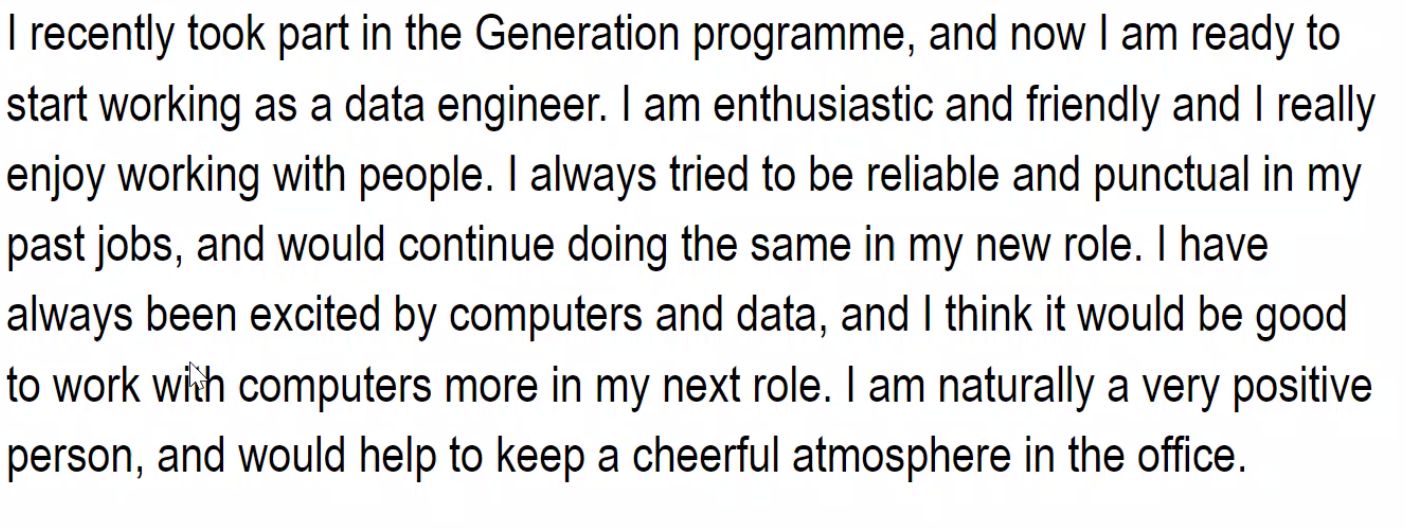 I recently took part in the Generation programme, and now I am ready to
start working as a data engineer. I am enthusiastic and friendly and I really
enjoy working with people. I always tried to be reliable and punctual in my
past jobs, and would continue doing the same in my new role. I have
always been excited by computers and data, and I think it would be good
to work with computers more in my next role. I am naturally a very positive
person, and would help to keep a cheerful atmosphere in the office.